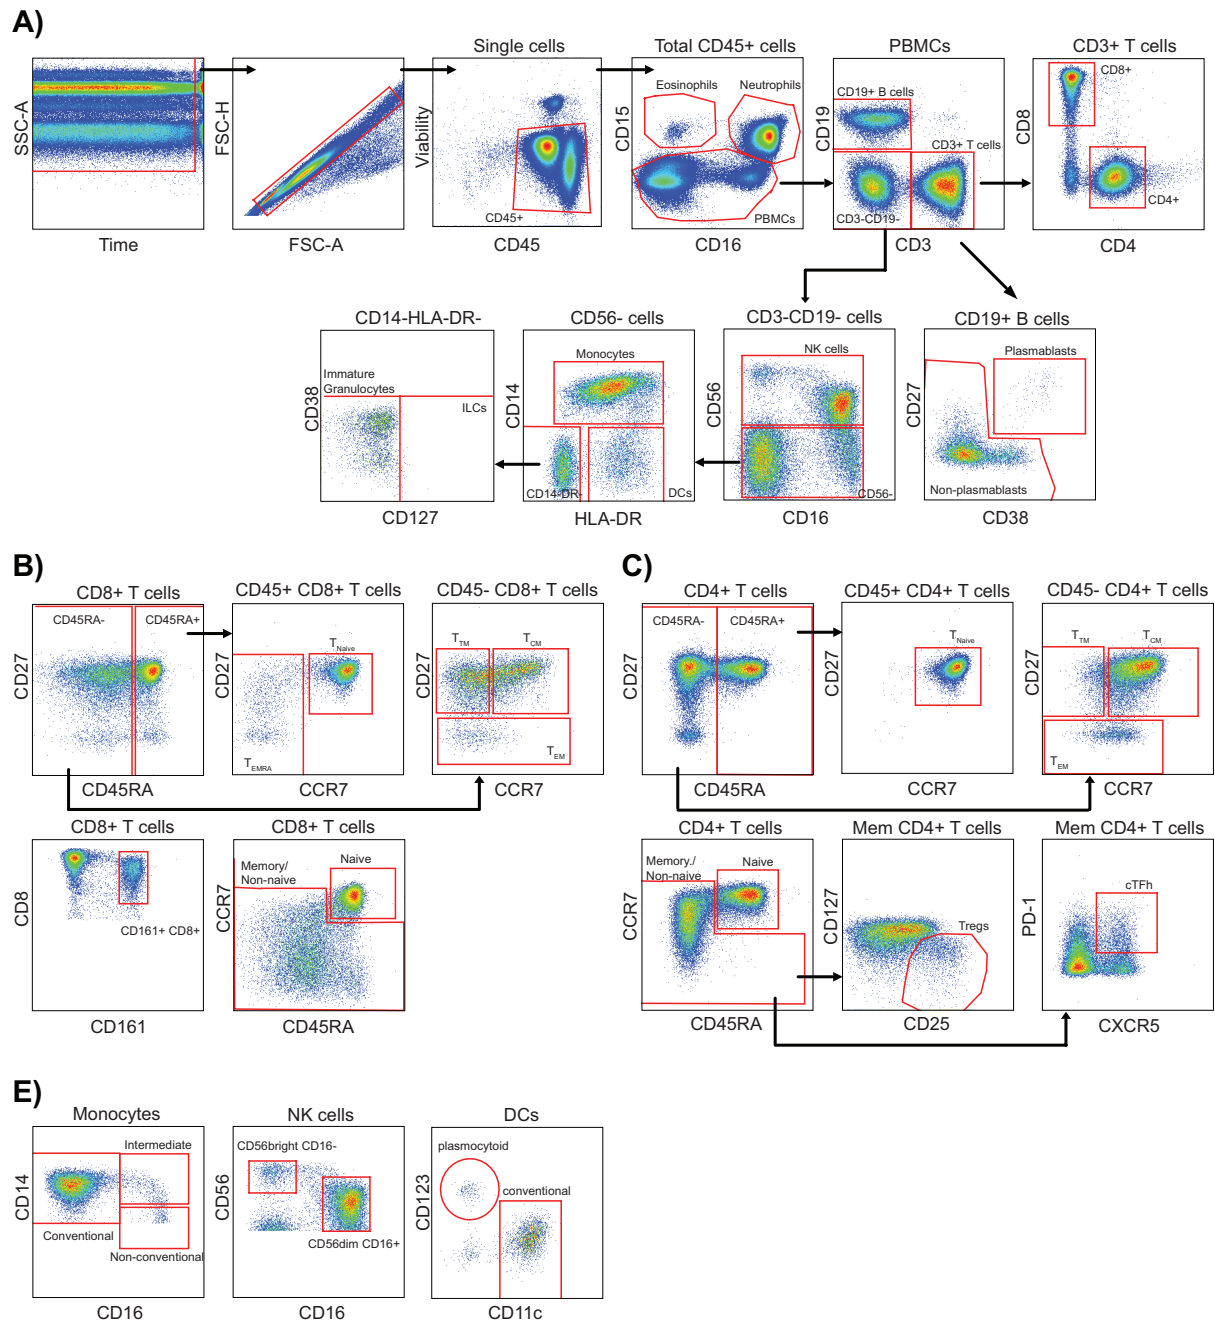 A)
Single cells
Total CD45+ cells
PBMCs
CD3+ T cells
SSC-A
Time
FSC-H
FSC-A
Viability
CD45+
CD45
CD15
Eosinophils
Neutrophils
PBMCs
CD16
CD19
CD19+ B cells
CD3+ T cells
CD3-CD19-
CD3
CD8
CD8+
CD4+
CD4
CD14-HLA-DR-
CD56- cells
CD3-CD19- cells
CD19+ B cells
CD38
Immature
Granulocytes
ILCs
CD127
CD14
Monocytes
CD14-DR-
DCs
HLA-DR
CD56
NK cells
CD56-
CD16
CD27
Plasmablasts
Non-plasmablasts
CD38
B)
CD8+ T cells
CD45+ CD8+ T cells
CD45- CD8+ T cells
CD27
CD45RA-
CD45RA+
CD45RA
CD27
TNaive
TEMRA
CCR7
CD27
TTM
TCM
TEM
CCR7
CD8+ T cells
CD8+ T cells
CD8
CD161+ CD8+
CD161
CCR7
Memory/
Non-naive
Naive
CD45RA
C)
CD4+ T cells
CD45+ CD4+ T cells
CD45- CD4+ T cells
CD27
CD45RA-
CD45RA+
CD45RA
CD27
TNaive
CCR7
CD27
TTM
TCM
TEM
CCR7
CD4+ T cells
Mem CD4+ T cells
Mem CD4+ T cells
CCR7
Memory./
Non-naive
Naive
CD45RA
CD127
Tregs
CD25
PD-1
cTFh
CXCR5
E)
Monocytes
NK cells
DCs
CD14
Intermediate
Conventional
Non-conventional
CD16
CD56
CD56bright CD16-
CD56dim CD16+
CD16
CD123
plasmocytoid
conventional
CD11c